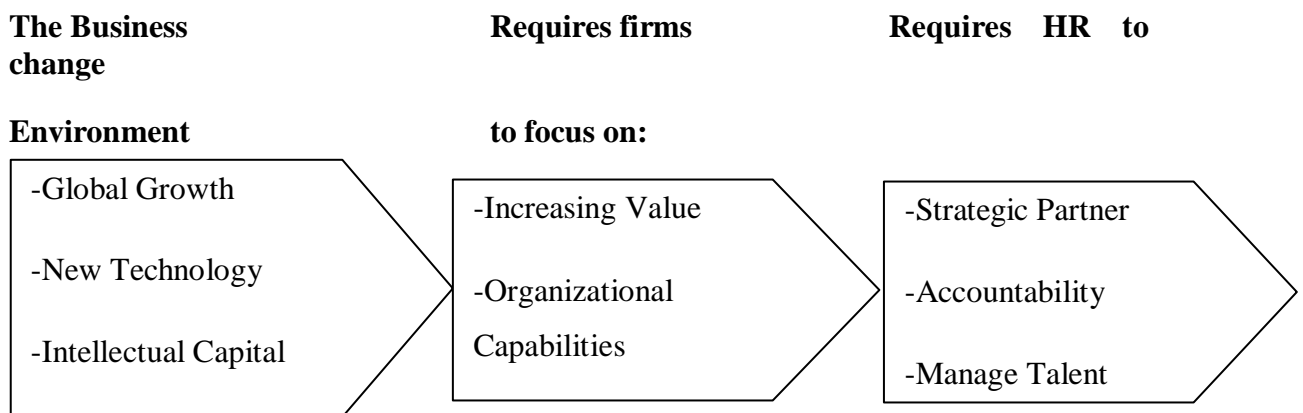 The Business Requires firms Requires HR to
change
Environment to focus on:
-Global Growth
-New Technology
-Intellectual Capital
-Increasing Value
-Organizational
Capabilities
-Strategic Partner
-Accountability
-Manage Talent